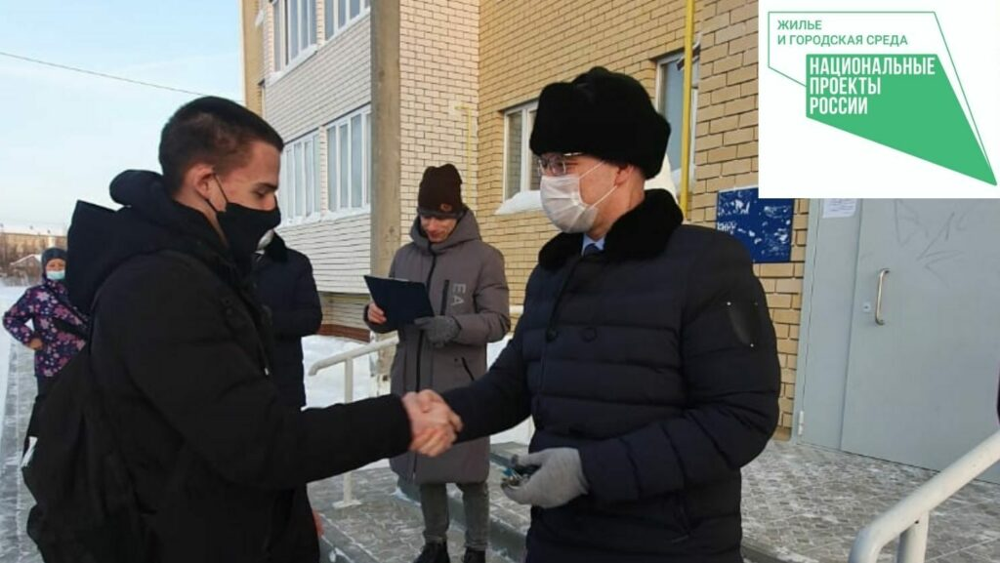 ЖИЛЬЕ
И ГОРОДСКАЯ СРЕДА
НАЦИОНАЛЬНЫЕ
ПРОЕКТЫ
РОССИИ
EA